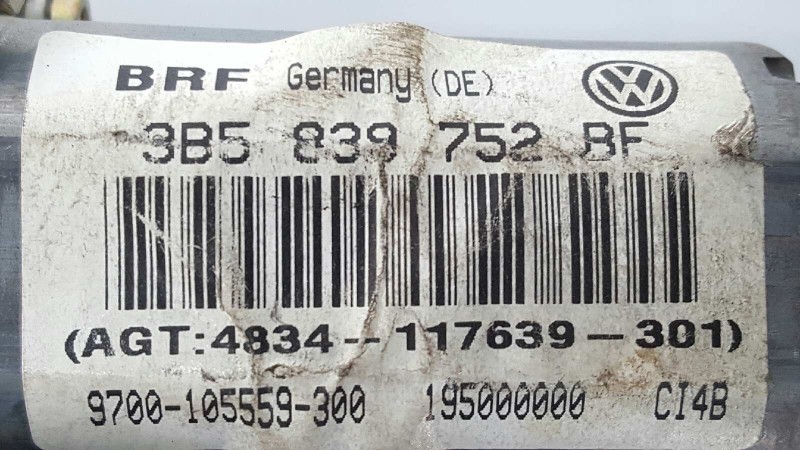 BRF Germany (DE)
3B5 839 752 BF
(AGT:4834--117639-301)
9700-105559-300 195000000 CI4B